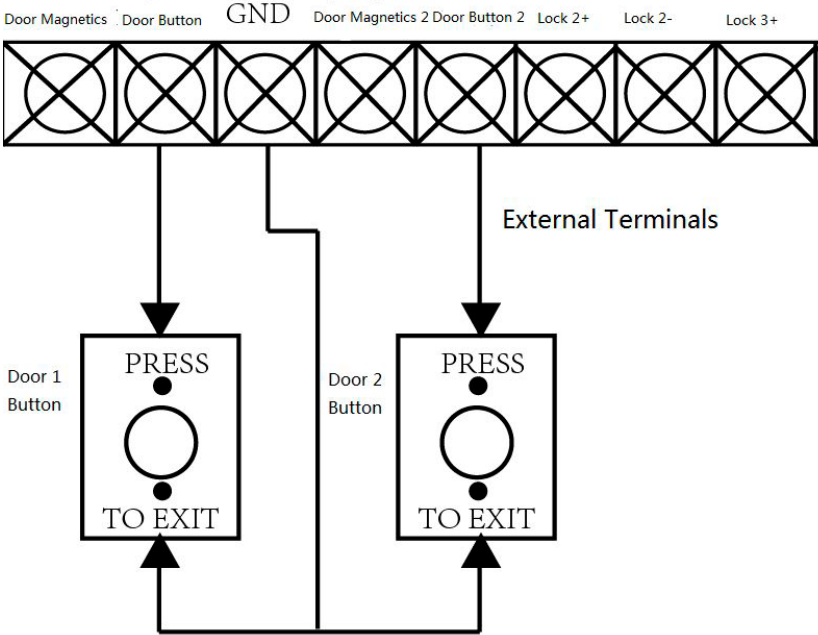 Door Magnetics Door Button GND Door Magnetics 2 Door Button 2 Lock 2+ Lock 2- Lock 3+
External Terminals
Door 1
Button
PRESS
TO EXIT
Door 2
Button
PRESS
TO EXIT